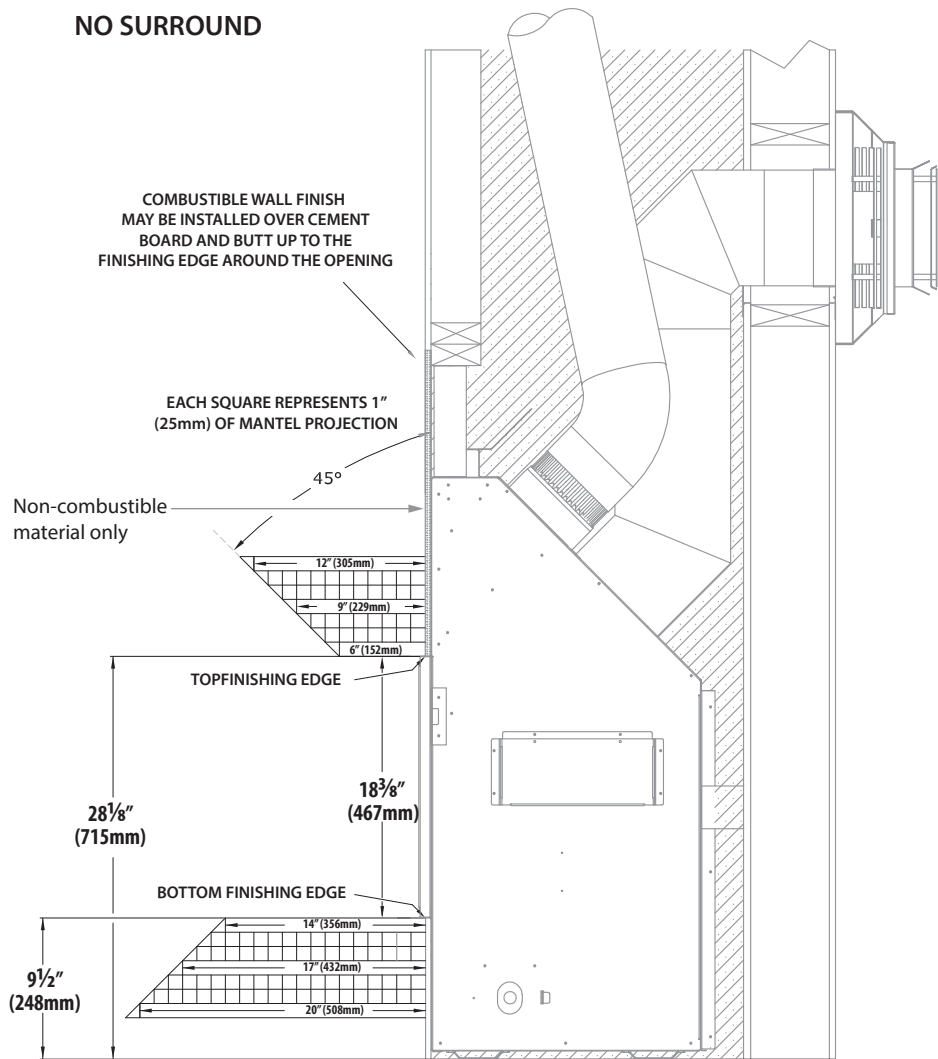 NO SURROUND
COMBUSTIBLE WALL FINISH
MAY BE INSTALLED OVER CEMENT
BOARD AND BUTT UP TO THE
FINISHING EDGE AROUND THE OPENING
EACH SQUARE REPRESENTS 1”
(25mm) OF MANTEL PROJECTION
45º
Non-combustible
material only
12” (305mm)
9” (229mm)
6” (152mm)
TOPFINISHING EDGE
28⅛”
(715mm)
18⅜”
(467mm)
BOTTOM FINISHING EDGE
14” (356mm)
17” (432mm)
20” (508mm)
9½”
(248mm)